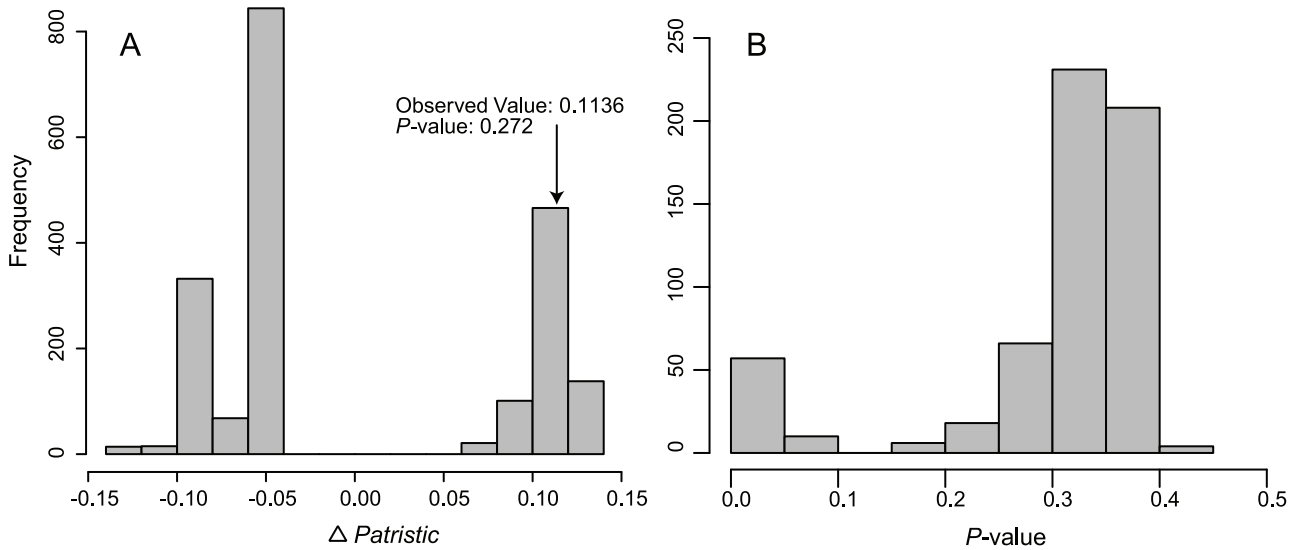 A
Observed Value: 0.1136
P-value: 0.272
Frequency
0 200 400 600 800
-0.15 -0.10 -0.05 0.00 0.05 0.10 0.15
△ Patristic
B
0 50 100 150 200 250
0.0 0.1 0.2 0.3 0.4 0.5
P-value